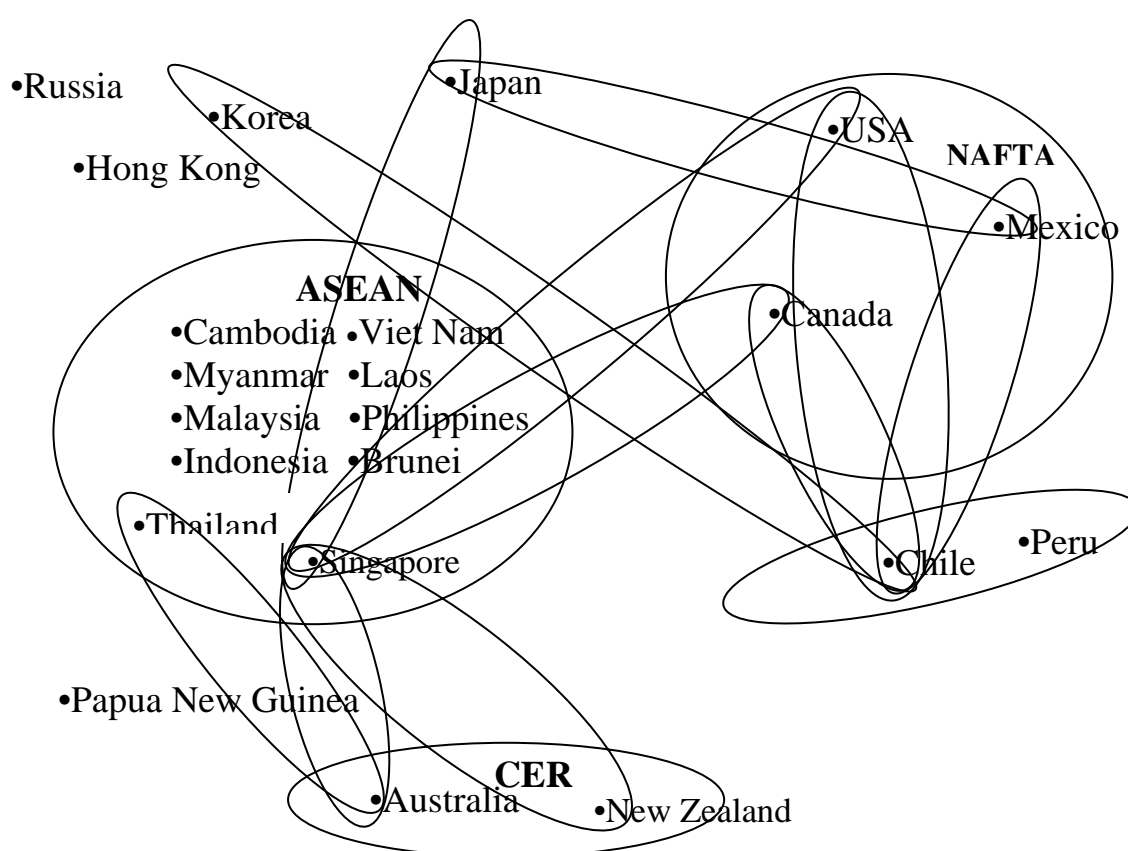 •Japan
•Russia
•Korea
•USA
NAFTA
•Hong Kong
•Mexico
ASEAN
•Canada
•Cambodia •Viet Nam
•Myanmar •Laos
•Malaysia •Philippines
•Indonesia •Brunei
•Thailand
•Peru
•Singapore
•Chile
•Papua New Guinea
CER
•Australia
•New Zealand